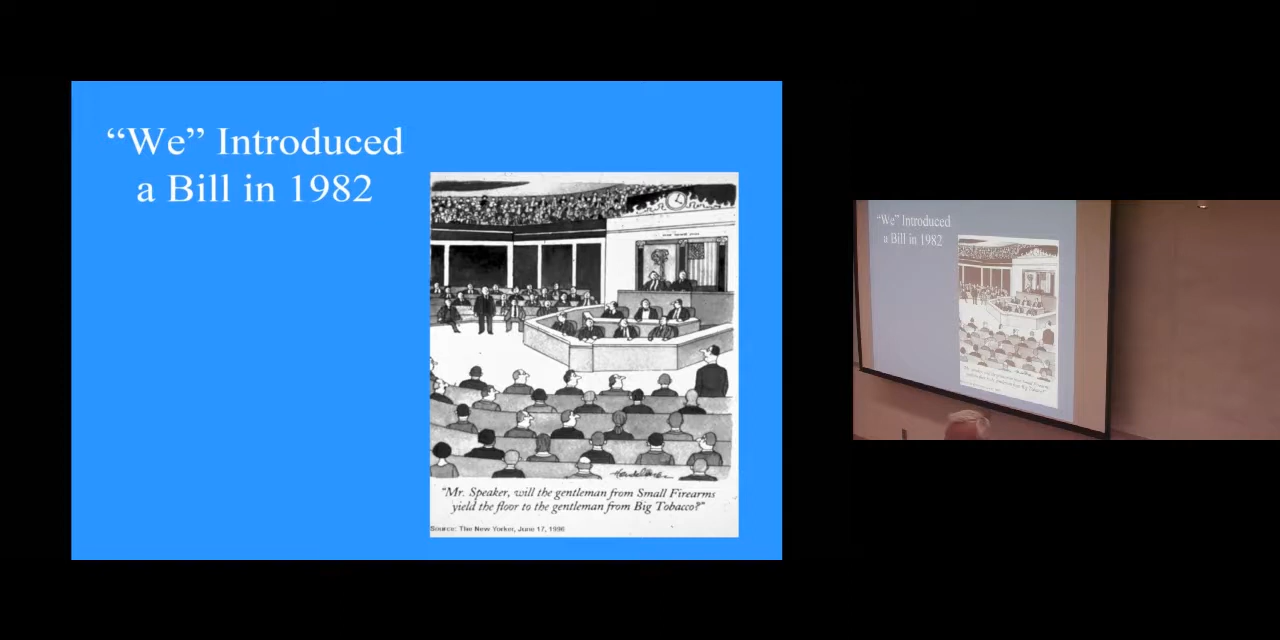 “We” Introduced
a Bill in 1982
“Mr. Speaker, will the gentleman from Small Firearms
yield the floor to the gentleman from Big Tobacco?”
Source: The New Yorker, June 17, 1996
“We” Introduced
a Bill in 1982